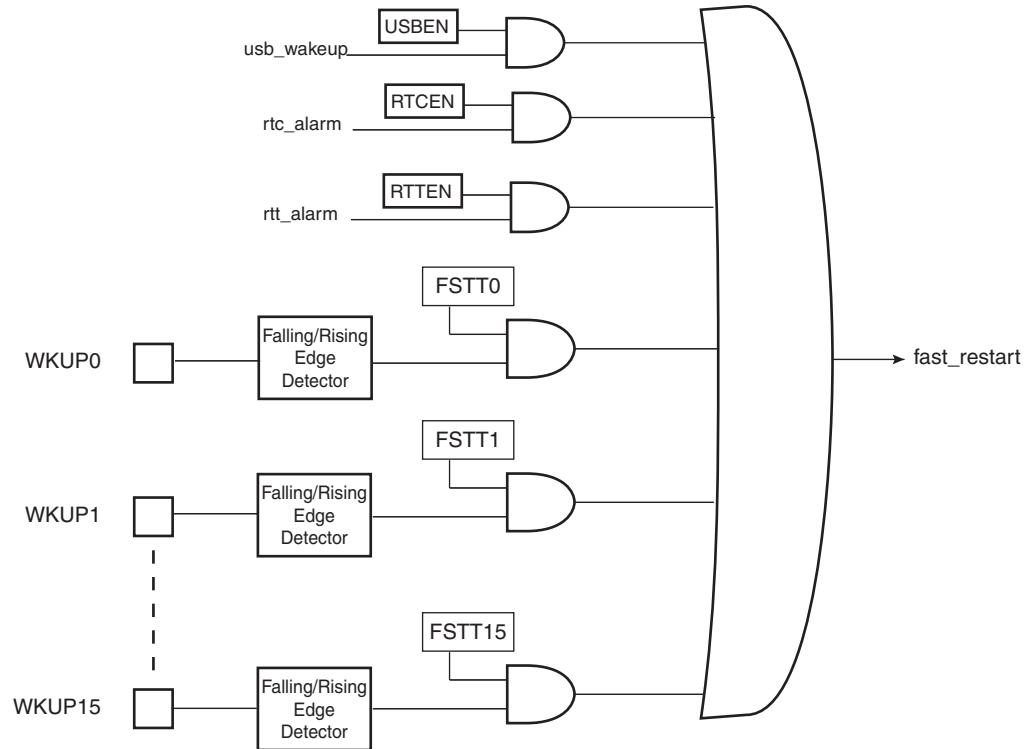 USBEN
usb_wakeup
RTCEN
rtc_alarm
RTTEN
rtt_alarm
FSTT0
WKUP0
Falling/Rising
Edge
Detector
fast_restart
FSTT1
WKUP1
Falling/Rising
Edge
Detector
FSTT15
WKUP15
Falling/Rising
Edge
Detector